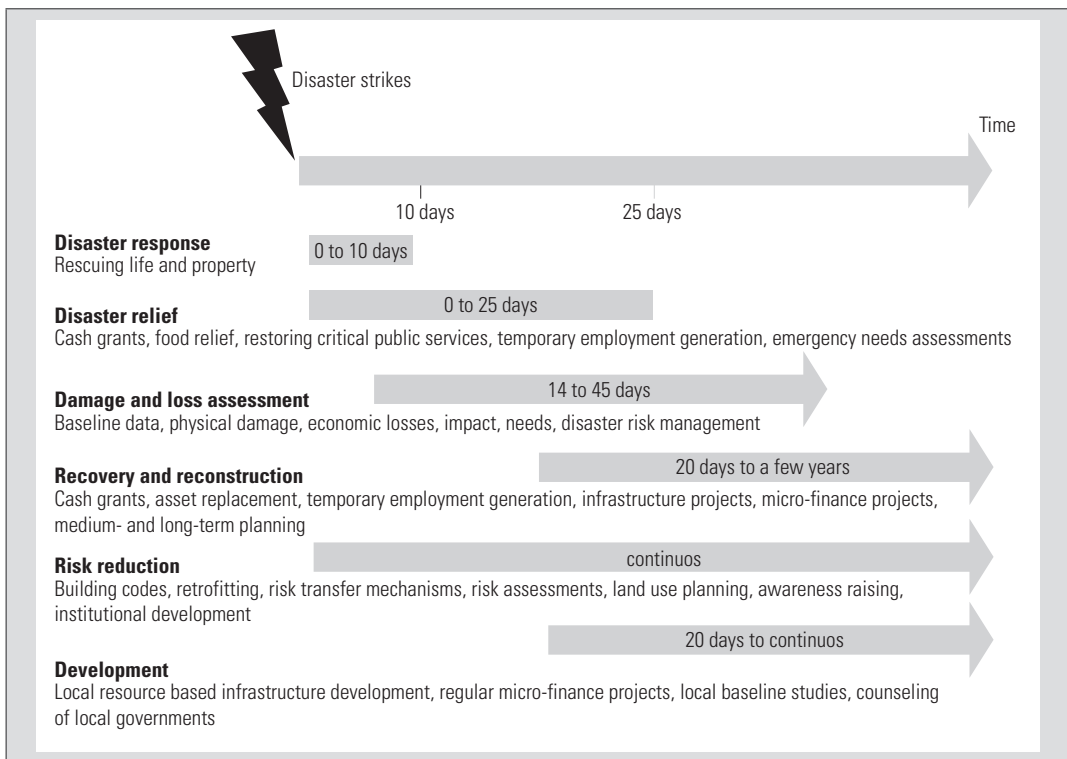 Disaster strikes
Time
10 days
25 days
Disaster response
0 to 10 days
Rescuing life and property
0 to 25 days
Disaster relief
Cash grants, food relief, restoring critical public services, temporary employment generation, emergency needs assessments
14 to 45 days
Damage and loss assessment
Baseline data, physical damage, economic losses, impact, needs, disaster risk management
20 days to a few years
Recovery and reconstruction
Cash grants, asset replacement, temporary employment generation, infrastructure projects, micro-finance projects,
medium- and long-term planning
continuos
Risk reduction
Building codes, retrofitting, risk transfer mechanisms, risk assessments, land use planning, awareness raising,
institutional development
20 days to continuos
Development
Local resource based infrastructure development, regular micro-finance projects, local baseline studies, counseling
of local governments